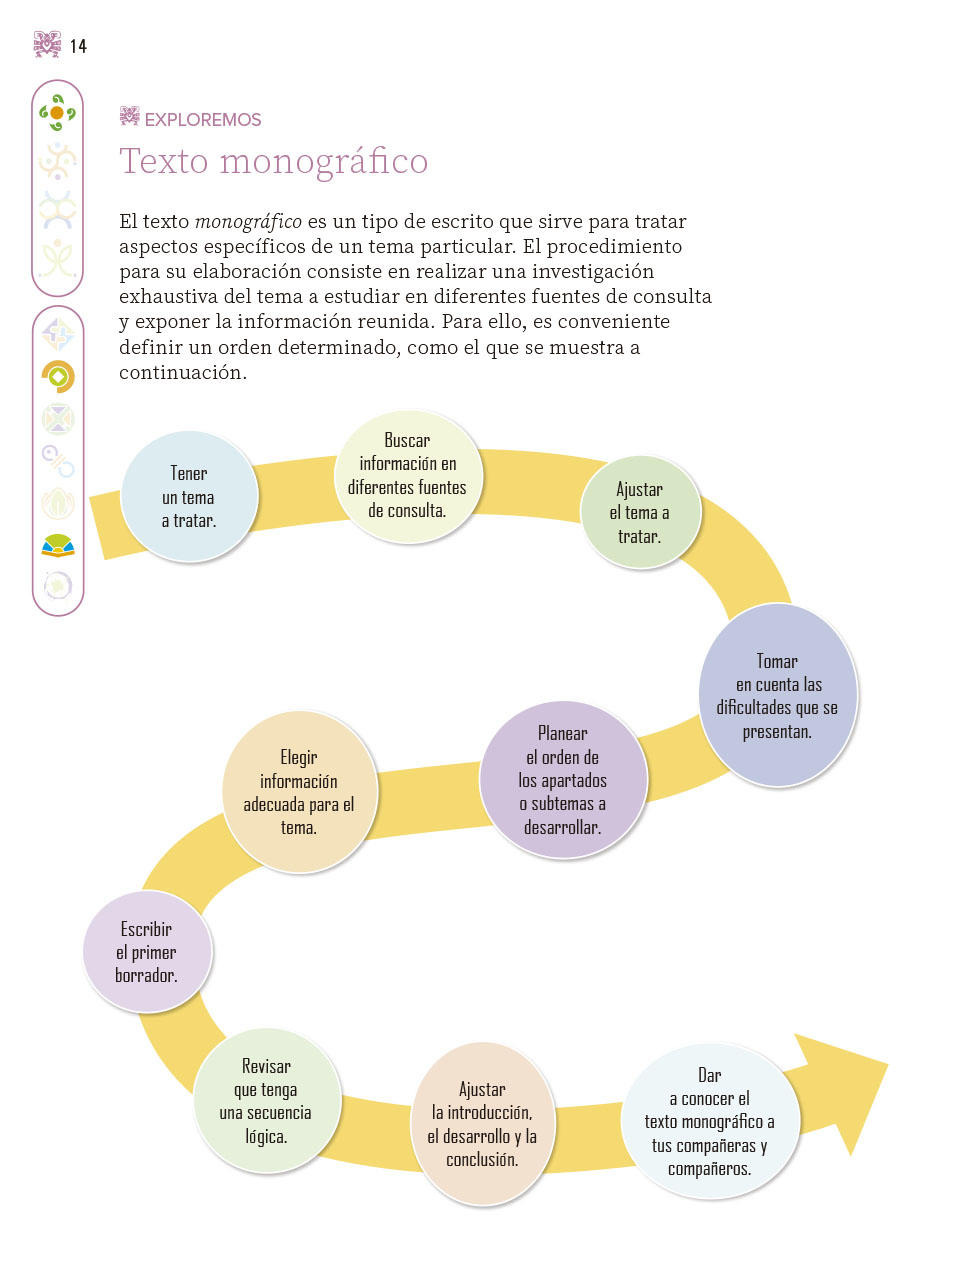 14
EXPLOREMOS
Texto monográfico
El texto monográfico es un tipo de escrito que sirve para tratar
aspectos específicos de un tema particular. El procedimiento
para su elaboración consiste en realizar una investigación
exhaustiva del tema a estudiar en diferentes fuentes de consulta
y exponer la información reunida. Para ello, es conveniente
definir un orden determinado, como el que se muestra a
continuación.
Tener
un tema
a tratar.
Buscar
información en
diferentes fuentes
de consulta.
Ajustar
el tema a
tratar.
Tomar
en cuenta las
dificultades que se
presentan.
Planear
el orden de
los apartados
o subtemas a
desarrollar.
Elegir
información
adecuada para el
tema.
Escribir
el primer
borrador.
Revisar
que tenga
una secuencia
lógica.
Ajustar
la introducción,
el desarrollo y la
conclusión.
Dar
a conocer el
texto monográfico a
tus compañeras y
compañeros.